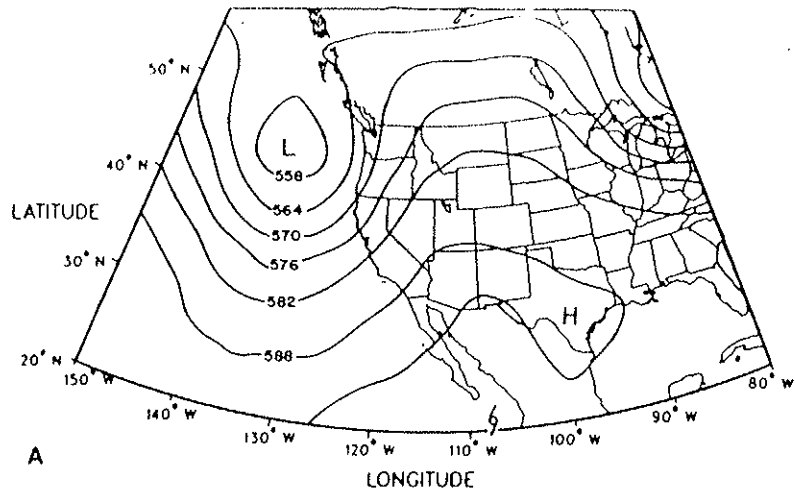 50° N
40° N
LATITUDE
30° N
20° N
150° W
140° W
130° W
120° W
110° W
100° W
90° W
80° W
LONGITUDE
L
558
564
570
576
582
588
H
A